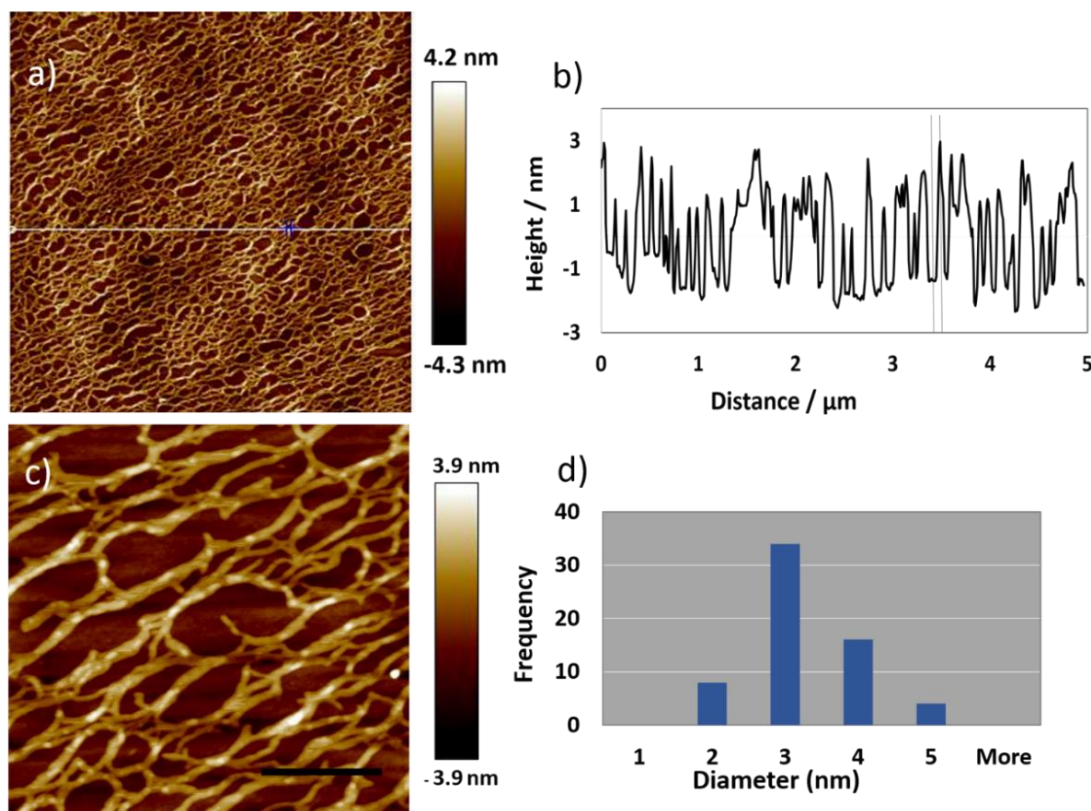 a)
4.2 nm
-4.3 nm
b)
Height / nm
3
1
-1
-3
0 1 2 3 4 5
Distance / µm
c)
3.9 nm
- 3.9 nm
d)
Frequency
40
30
20
10
0
1 2 3 4 5 More
Diameter (nm)